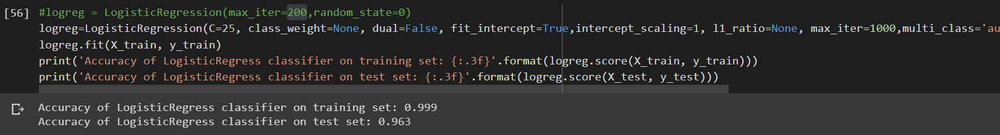 [56] #logreg = LogisticRegression(max_iter=200,random_state=0)
logreg=LogisticRegression(C=25, class_weight=None, dual=False, fit_intercept=True,intercept_scaling=1, l1_ratio=None, max_iter=1000,multi_class='au
logreg.fit(X_train, y_train)
print('Accuracy of LogisticRegress classifier on training set: {:.3f}'.format(logreg.score(X_train, y_train)))
print('Accuracy of LogisticRegress classifier on test set: {:.3f}'.format(logreg.score(X_test, y_test)))
Accuracy of LogisticRegress classifier on training set: 0.999
Accuracy of LogisticRegress classifier on test set: 0.963